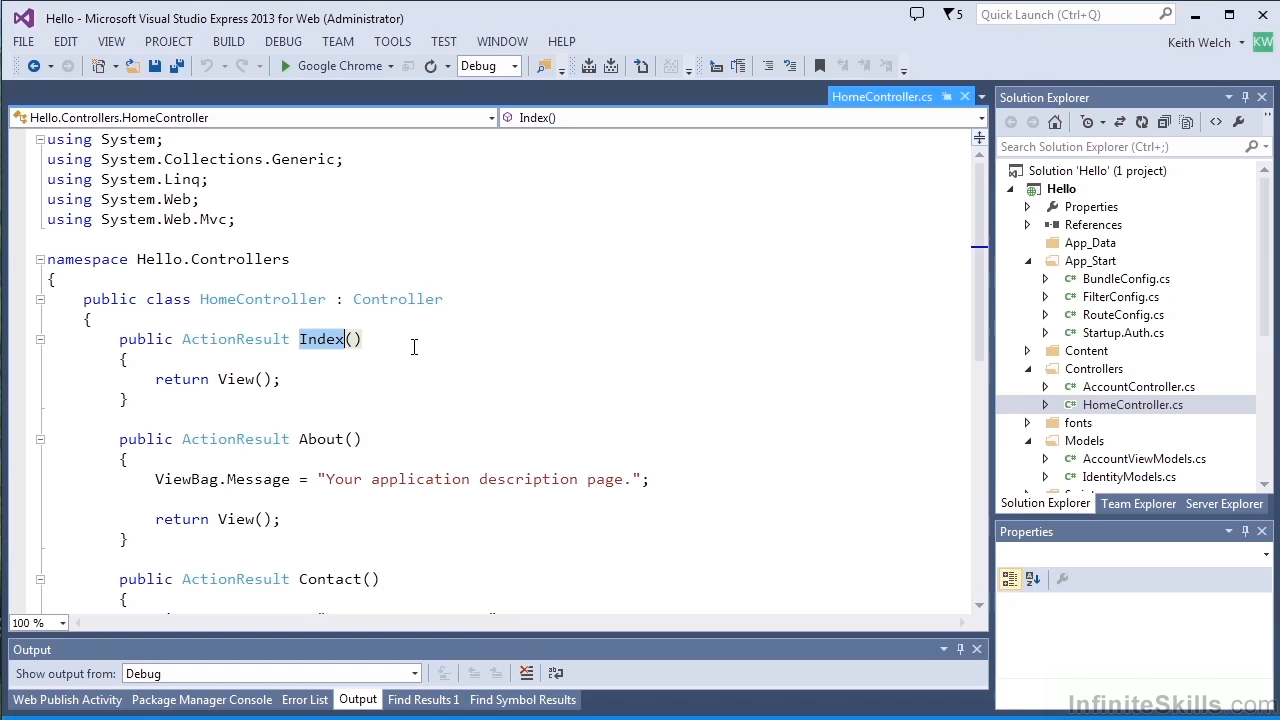 Hello - Microsoft Visual Studio Express 2013 for Web (Administrator)
5
Quick Launch (Ctrl+Q)
FILE EDIT VIEW PROJECT BUILD DEBUG TEAM TOOLS TEST WINDOW HELP
Keith Welch
KW
Google Chrome
Debug
HomeController.cs
Hello.Controllers.HomeController
Index()
using System;
using System.Collections.Generic;
using System.Linq;
using System.Web;
using System.Web.Mvc;
namespace Hello.Controllers
{
public class HomeController : Controller
{
public ActionResult Index()
{
return View();
}
public ActionResult About()
{
ViewBag.Message = "Your application description page.";
return View();
}
public ActionResult Contact()
{
100 %
Solution Explorer
Search Solution Explorer (Ctrl+;)
Solution 'Hello' (1 project)
Hello
Properties
References
App_Data
App_Start
BundleConfig.cs
FilterConfig.cs
RouteConfig.cs
Startup.Auth.cs
Content
Controllers
AccountController.cs
HomeController.cs
fonts
Models
AccountViewModels.cs
IdentityModels.cs
Solution Explorer Team Explorer Server Explorer
Properties
Output
Show output from: Debug
Web Publish Activity Package Manager Console Error List Output Find Results 1 Find Symbol Results
InfiniteSkills.com